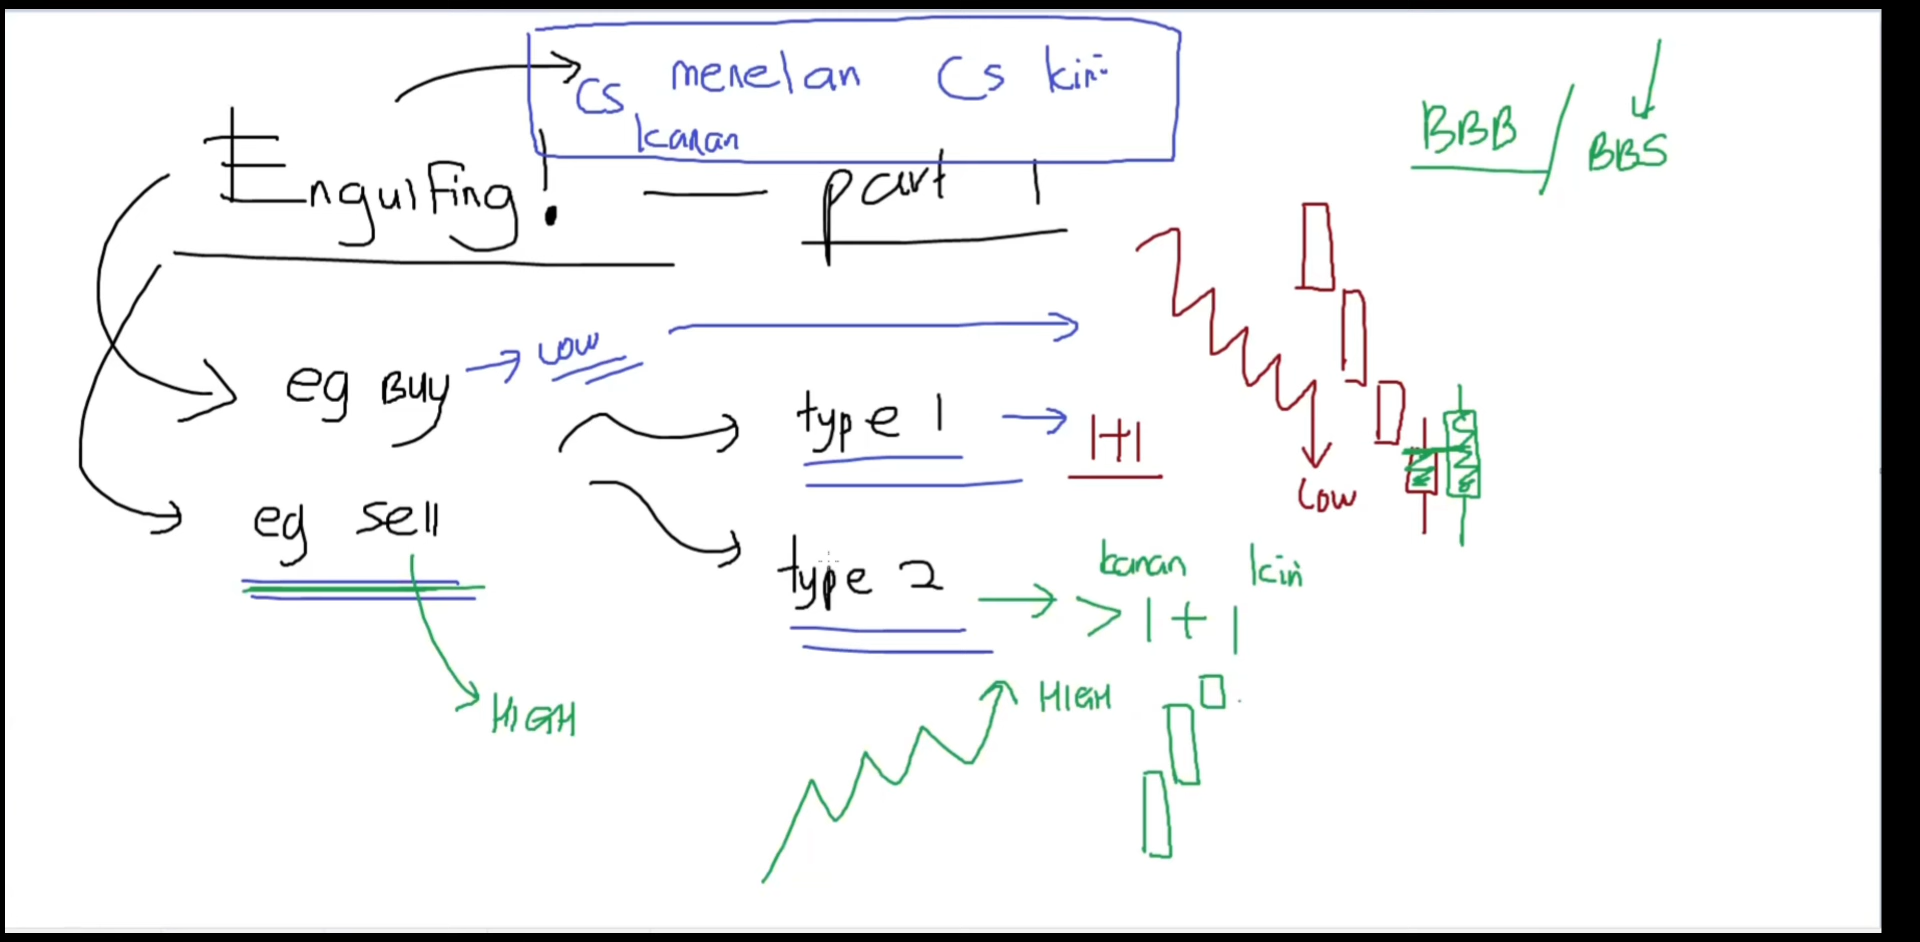 Cs menelan Cs kiri
kanan
BBB / BBS
Engulfing! — part 1
eg BUY → LOW
type 1 → 1+1
LOW
eg sell
type 2 → > 1 + 1
kanan kiri
HIGH
HIGH